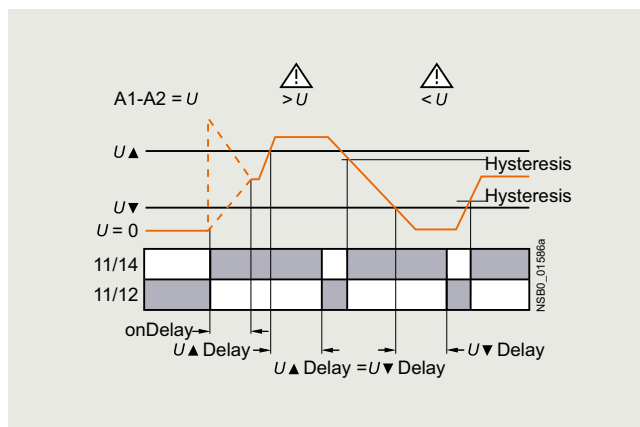 A1-A2 = U
> U
< U
U▲
Hysteresis
Hysteresis
U▼
U = 0
11/14
11/12
NSB0_01586a
onDelay
U▲Delay
U▲ Delay =U▼ Delay
U▼ Delay